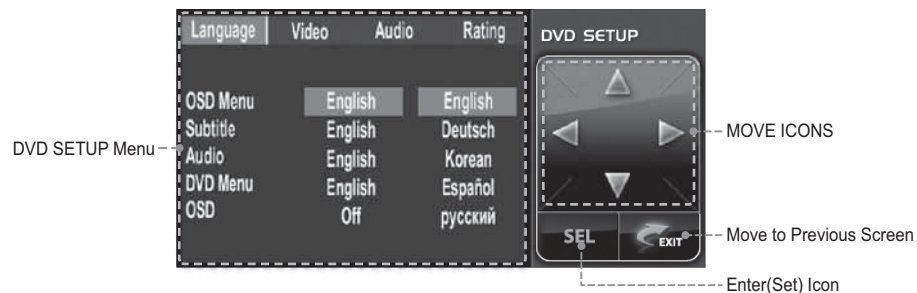 Language Video Audio Rating
DVD SETUP
OSD Menu English English
Subtitle English Deutsch
Audio English Korean
DVD Menu English Español
OSD Off русский
DVD SETUP Menu
MOVE ICONS
SEL EXIT
Move to Previous Screen
Enter(Set) Icon